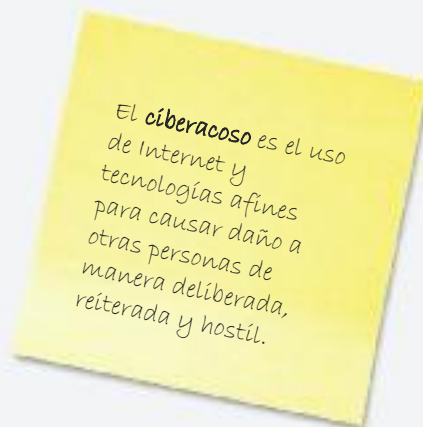 El ciberacoso es el uso
de Internet y
tecnologías afines
para causar daño a
otras personas de
manera deliberada,
reiterada y hostil.